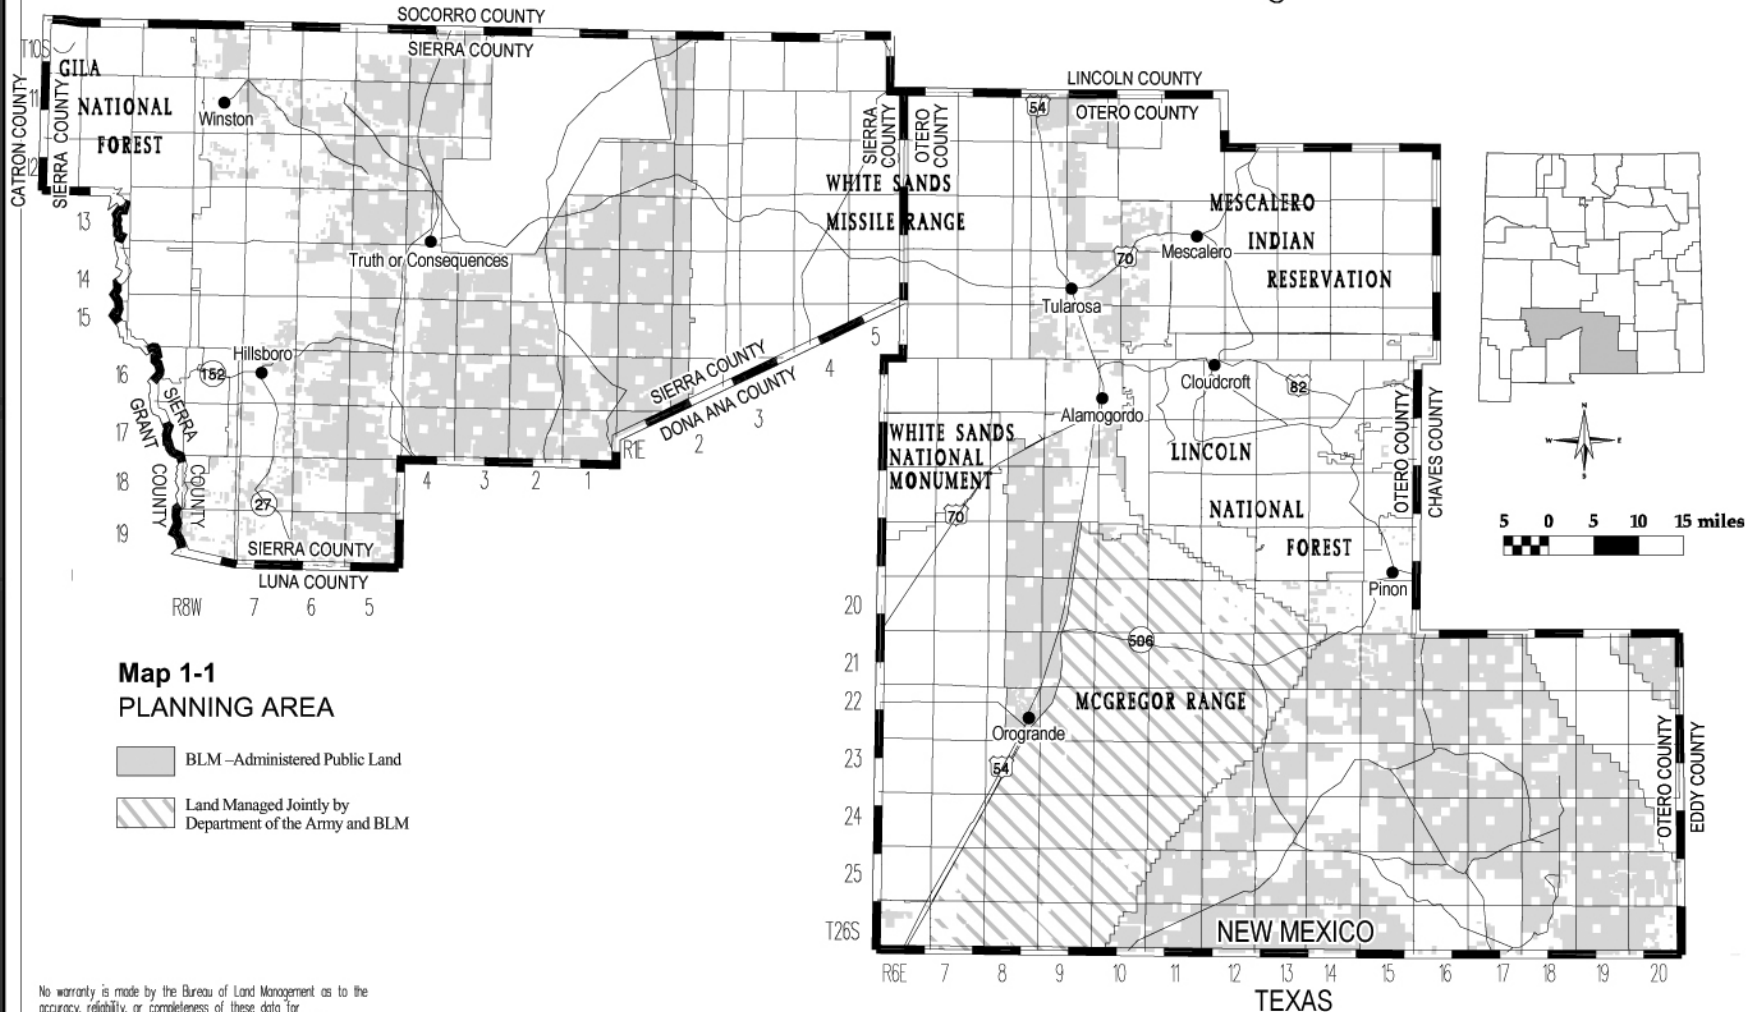 SOCORRO COUNTY
SIERRA COUNTY
T10S
GILA
NATIONAL
FOREST
CATRON COUNTY
SIERRA COUNTY
11
12
13
14
15
16
17
18
19
Winston
Truth or Consequences
Hillsboro
152
27
GRANT
COUNTY
SIERRA
COUNTY
SIERRA COUNTY
LUNA COUNTY
R8W
7
6
5
4
3
2
1
R1E
2
3
4
5
SIERRA COUNTY
DONA ANA COUNTY
SIERRA
COUNTY
OTERO
COUNTY
WHITE SANDS
MISSILE RANGE
LINCOLN COUNTY
OTERO COUNTY
54
MESCALERO
INDIAN
RESERVATION
Mescalero
70
Tularosa
Cloudcroft
82
Alamogordo
WHITE SANDS
NATIONAL
MONUMENT
70
LINCOLN
NATIONAL
FOREST
OTERO COUNTY
CHAVES COUNTY
Pinon
506
MCGREGOR RANGE
Orogrande
54
OTERO COUNTY
EDDY COUNTY
20
21
22
23
24
25
T26S
NEW MEXICO
R6E
7
8
9
10
11
12
13
14
15
16
17
18
19
20
TEXAS
N
W
E
S
5 0 5 10 15 miles
Map 1-1
PLANNING AREA
BLM –Administered Public Land
Land Managed Jointly by
Department of the Army and BLM
No warranty is made by the Bureau of Land Management as to the
accuracy, reliability, or completeness of these data for